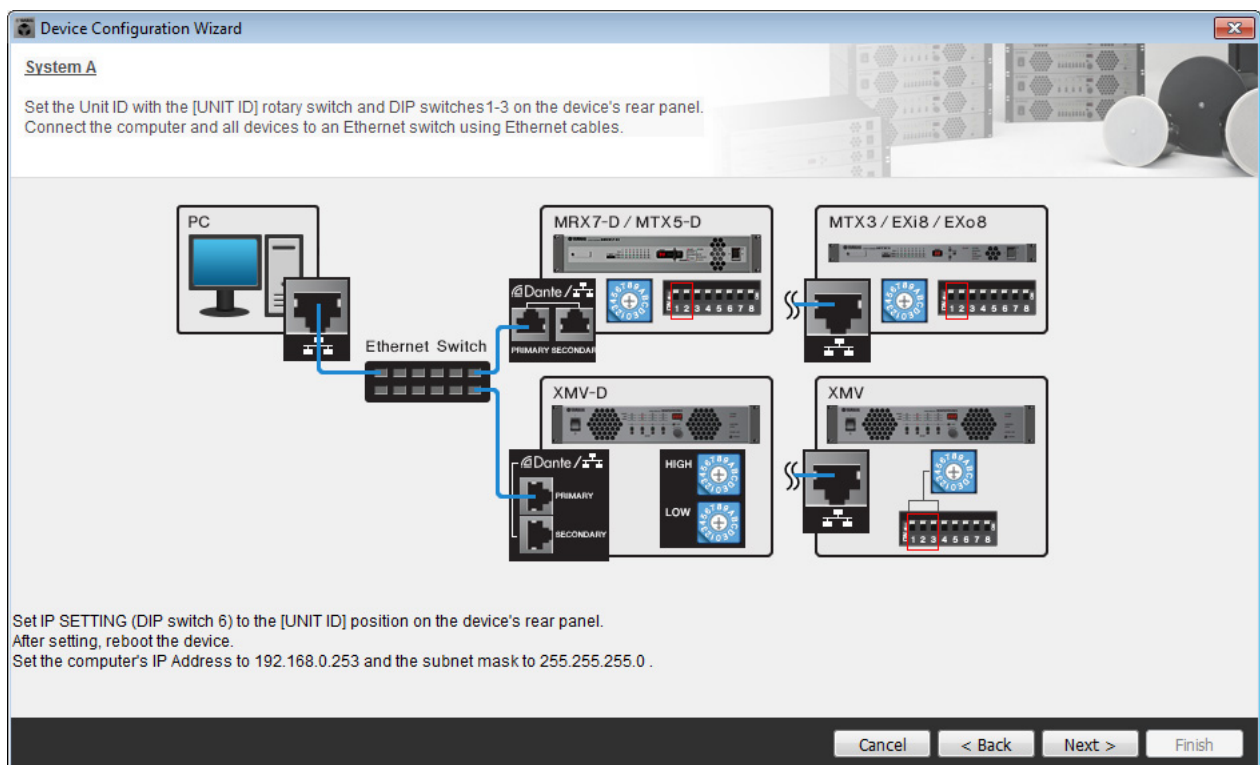 Device Configuration Wizard
System A
Set the Unit ID with the [UNIT ID] rotary switch and DIP switches1-3 on the device's rear panel.
Connect the computer and all devices to an Ethernet switch using Ethernet cables.
PC
MRX7-D / MTX5-D
MTX3 / EXi8 / EXo8
Dante /
1 2 3 4 5 6 7 8
1 2 3 4 5 6 7 8
PRIMARY SECONDAR
Ethernet Switch
XMV-D
XMV
Dante /
PRIMARY
SECONDARY
HIGH
LOW
1 2 3 4 5 6 7 8
Set IP SETTING (DIP switch 6) to the [UNIT ID] position on the device's rear panel.
After setting, reboot the device.
Set the computer's IP Address to 192.168.0.253 and the subnet mask to 255.255.255.0 .
Cancel
< Back
Next >
Finish